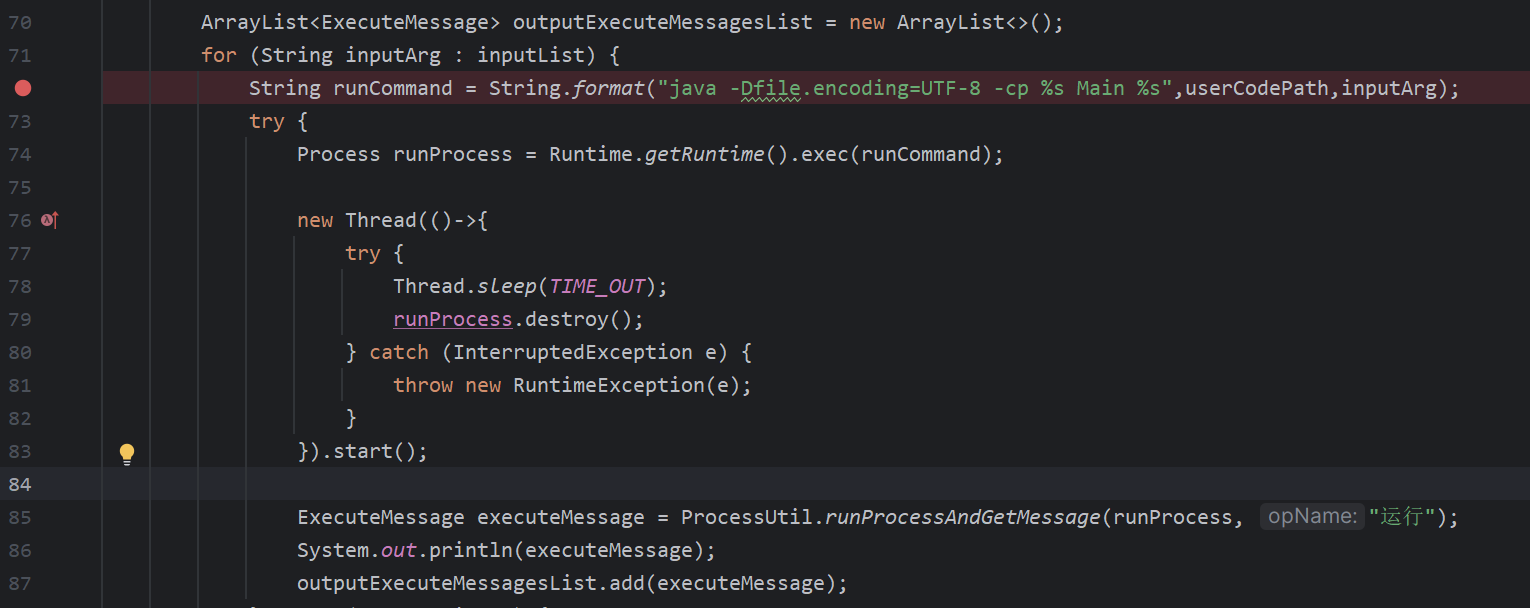 70 ArrayList<ExecuteMessage> outputExecuteMessagesList = new ArrayList<>();
71 for (String inputArg : inputList) {
String runCommand = String.format("java -Dfile.encoding=UTF-8 -cp %s Main %s",userCodePath,inputArg);
73 try {
74 Process runProcess = Runtime.getRuntime().exec(runCommand);
75
76 new Thread(()->{
77 try {
78 Thread.sleep(TIME_OUT);
79 runProcess.destroy();
80 } catch (InterruptedException e) {
81 throw new RuntimeException(e);
82 }
83 }).start();
84
85 ExecuteMessage executeMessage = ProcessUtil.runProcessAndGetMessage(runProcess, opName: "运行");
86 System.out.println(executeMessage);
87 outputExecuteMessagesList.add(executeMessage);